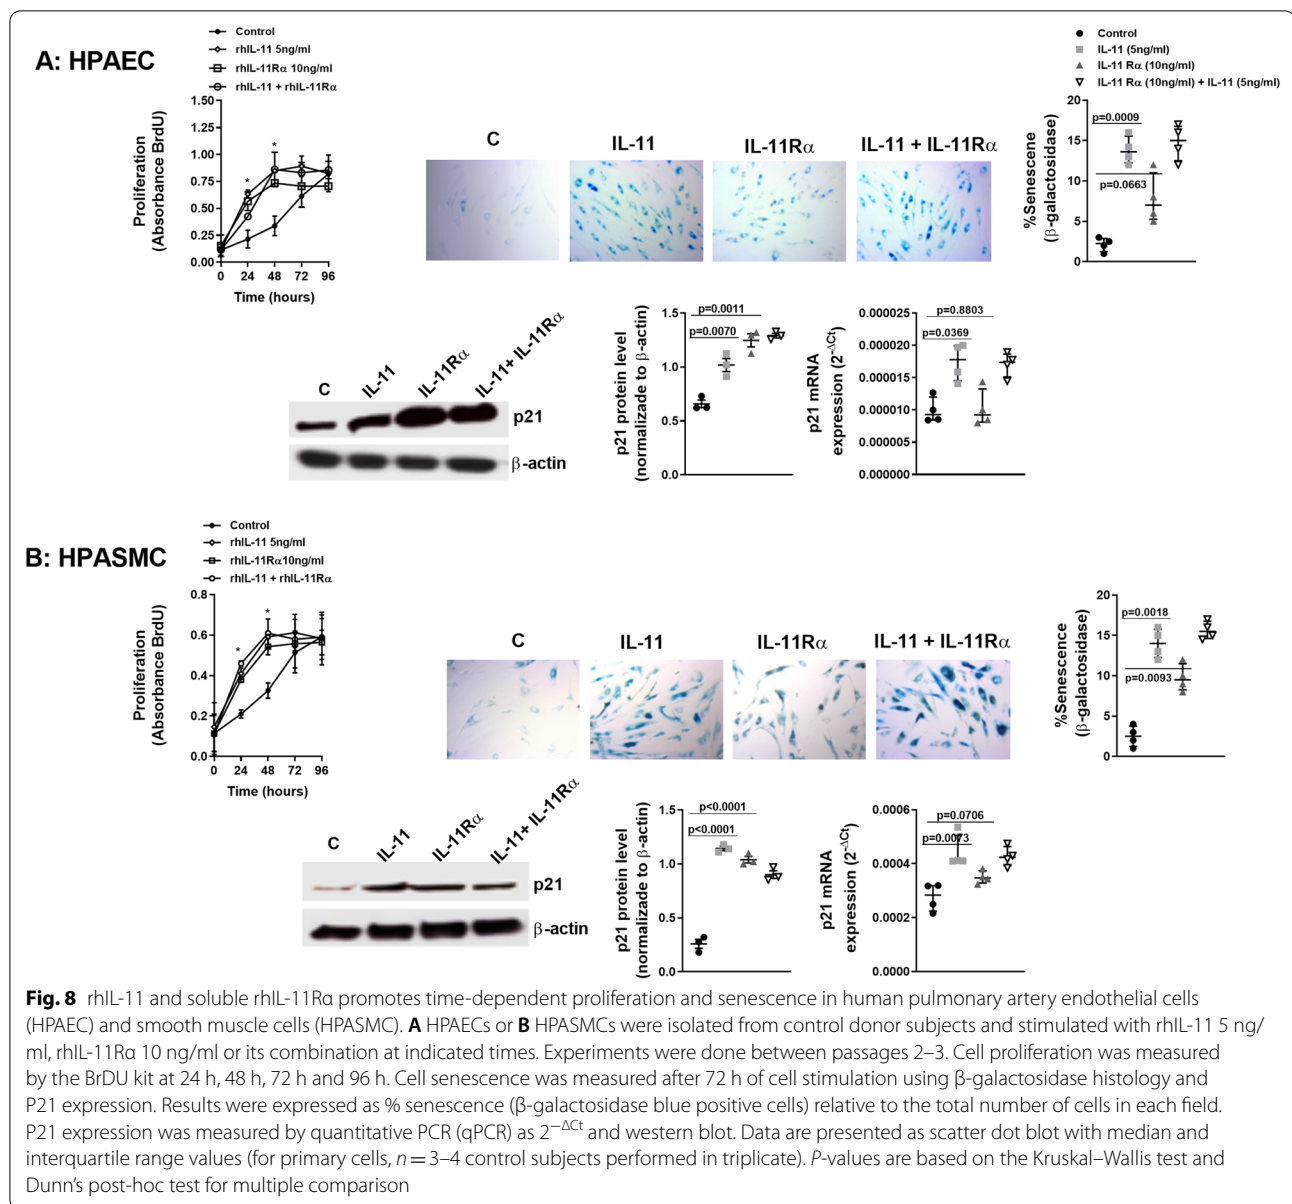 A: HPAEC
Control
rhIL-11 5ng/ml
rhIL-11Rα 10ng/ml
rhIL-11 + rhIL-11Rα
Proliferation
(Absorbance BrdU)
1.50
1.25
1.00
0.75
0.50
0.25
0.00
* *
0 24 48 72 96
Time (hours)
C IL-11 IL-11Rα IL-11 + IL-11Rα
Control
IL-11 (5ng/ml)
IL-11 Rα (10ng/ml)
IL-11 Rα (10ng/ml) + IL-11 (5ng/ml)
%Senescene
(β-galactosidase)
20
15
10
5
0
p=0.0009
p=0.0663
C IL-11 IL-11Rα IL-11+ IL-11Rα
p21
β-actin
p21 protein level
(normalizade to β-actin)
1.5
1.0
0.5
0.0
p=0.0011
p=0.0070
p21 mRNA
expression (2-ΔCt)
0.000025
0.000020
0.000015
0.000010
0.000005
0.000000
p=0.8803
p=0.0369
B: HPASMC
Control
rhIL-11 5ng/ml
rhIL-11Rα10ng/ml
rhIL-11 + rhIL-11Rα
Proliferation
(Absorbance BrdU)
0.8
0.6
0.4
0.2
0.0
* *
0 24 48 72 96
Time (hours)
C IL-11 IL-11Rα IL-11 + IL-11Rα
%Senescene
(β-galactosidase)
20
15
10
5
0
p=0.0018
p=0.0093
C IL-11 IL-11Rα IL-11+ IL-11Rα
p21
β-actin
p21 protein level
(normalizade to β-actin)
1.5
1.0
0.5
0.0
p<0.0001
p<0.0001
p21 mRNA
expression (2-ΔCt)
0.0006
0.0004
0.0002
0.0000
p=0.0706
p=0.0073
Fig. 8 rhIL-11 and soluble rhIL-11Rα promotes time-dependent proliferation and senescence in human pulmonary artery endothelial cells
(HPAEC) and smooth muscle cells (HPASMC). A HPAECs or B HPASMCs were isolated from control donor subjects and stimulated with rhIL-11 5 ng/
ml, rhIL-11Rα 10 ng/ml or its combination at indicated times. Experiments were done between passages 2–3. Cell proliferation was measured
by the BrDU kit at 24 h, 48 h, 72 h and 96 h. Cell senescence was measured after 72 h of cell stimulation using β-galactosidase histology and
P21 expression. Results were expressed as % senescence (β-galactosidase blue positive cells) relative to the total number of cells in each field.
P21 expression was measured by quantitative PCR (qPCR) as 2−ΔCt and western blot. Data are presented as scatter dot blot with median and
interquartile range values (for primary cells, n = 3–4 control subjects performed in triplicate). P-values are based on the Kruskal–Wallis test and
Dunn's post-hoc test for multiple comparison